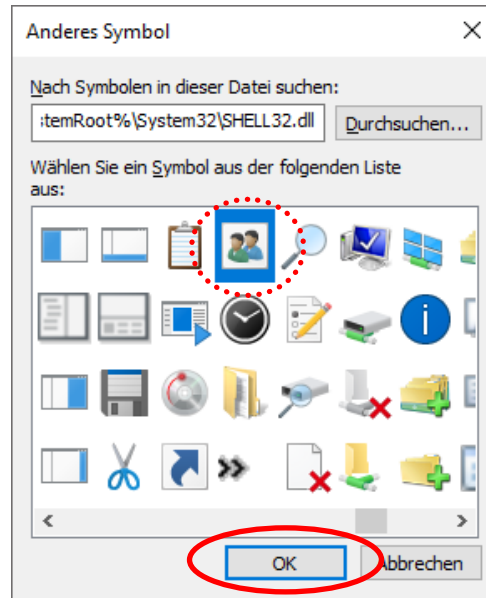 Anderes Symbol
Nach Symbolen in dieser Datei suchen:
:temRoot%\System32\SHELL32.dll
Durchsuchen...
Wählen Sie ein Symbol aus der folgenden Liste
aus:
OK
Abbrechen